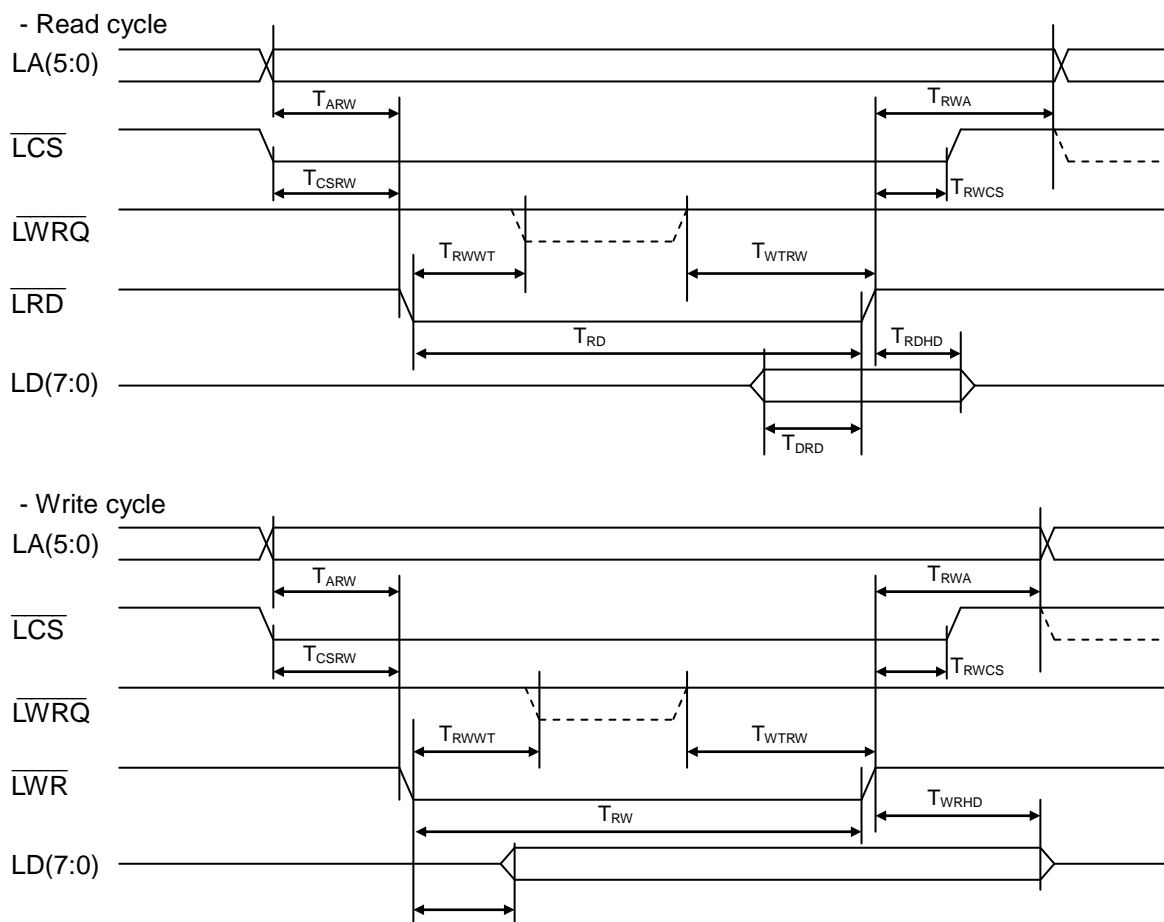 - Read cycle
LA(5:0)
TARW
TRWA
LCS
TCSRW
TRWCS
LWRQ
TRWWT
TWTRW
LRD
TRD
TRDHD
LD(7:0)
TDRD
- Write cycle
LA(5:0)
TARW
TRWA
LCS
TCSRW
TRWCS
LWRQ
TRWWT
TWTRW
LWR
TRW
TWRHD
LD(7:0)